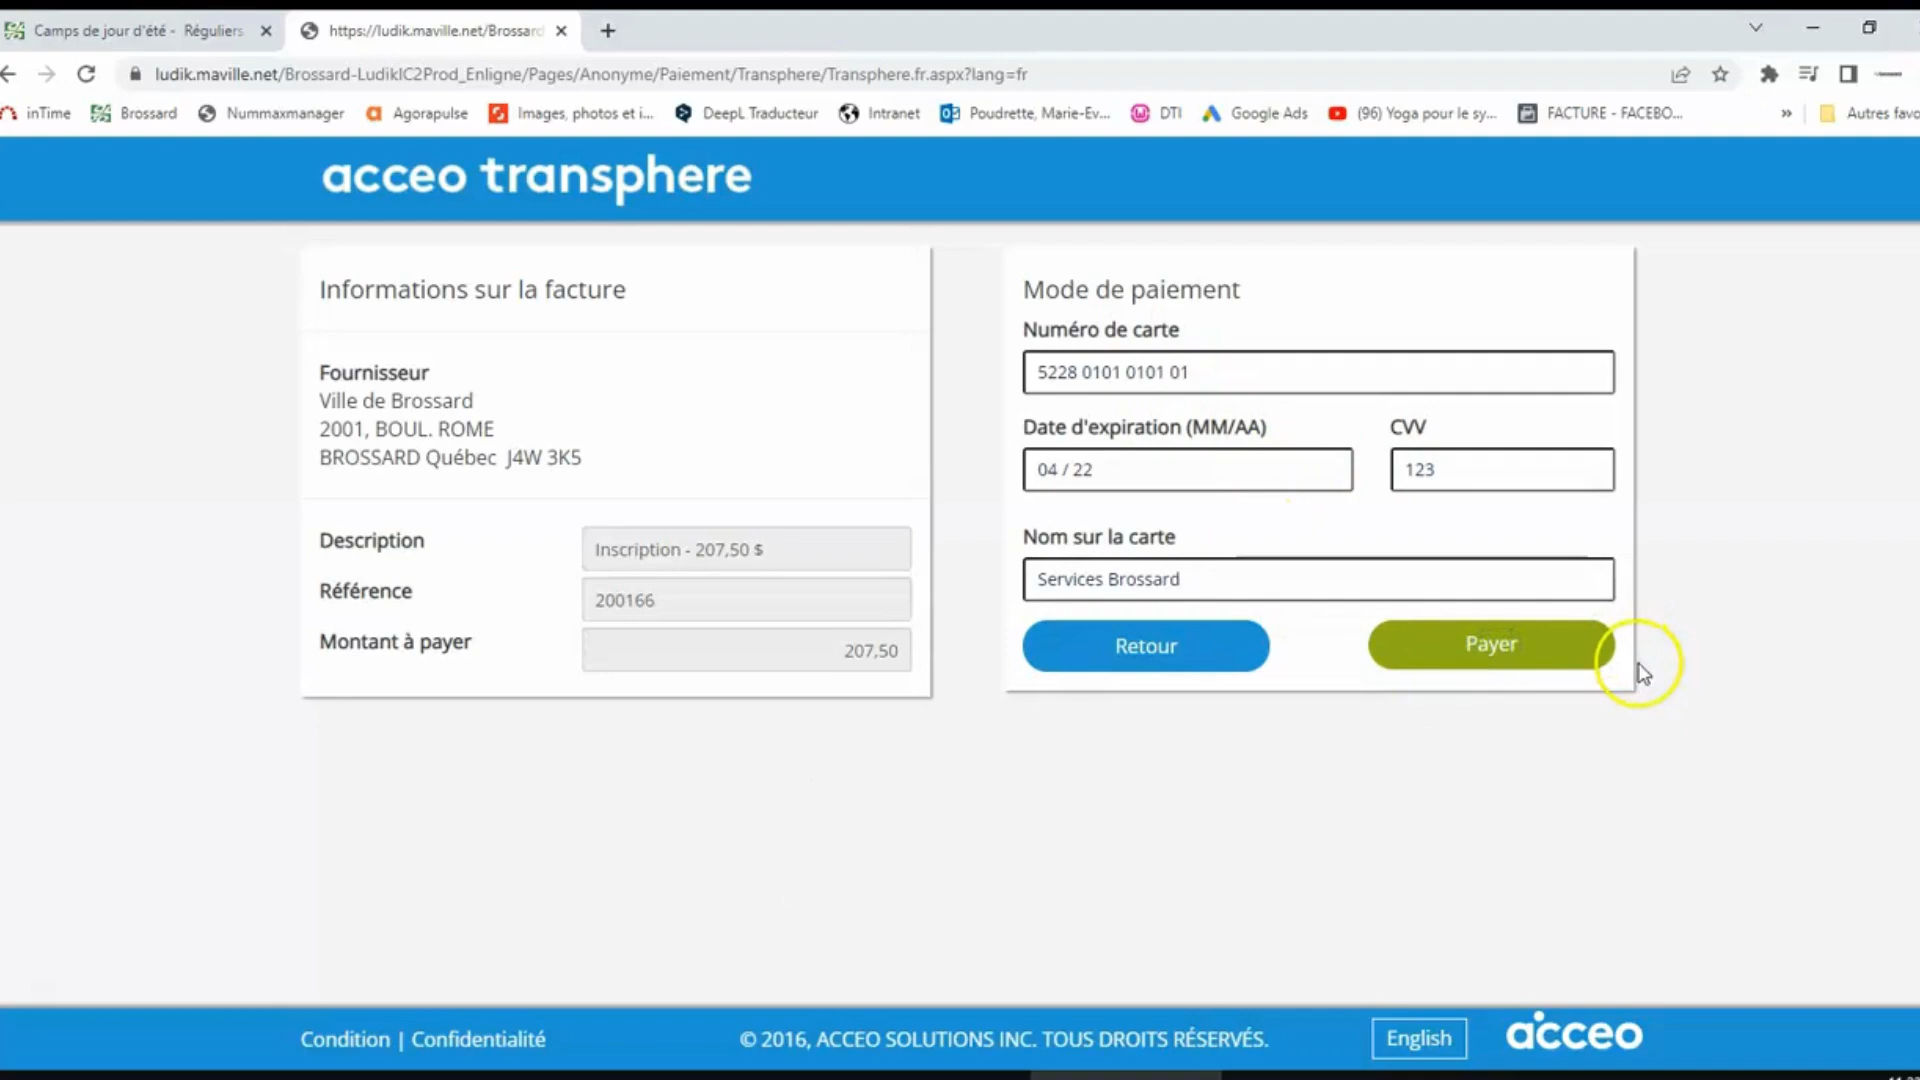 Camps de jour d'été - Réguliers
https://ludik.maville.net/Brossard
ludik.maville.net/Brossard-LudikIC2Prod_Enligne/Pages/Anonyme/Paiement/Transphere/Transphere.fr.aspx?lang=fr
inTime Brossard Nummaxmanager Agorapulse Images, photos et i... DeepL Traducteur Intranet Poudrette, Marie-Ev... DTI Google Ads (96) Yoga pour le sy... FACTURE - FACEBO... » Autres favo
acceo transphere
Informations sur la facture
Fournisseur
Ville de Brossard
2001, BOUL. ROME
BROSSARD Québec J4W 3K5
Description Inscription - 207,50 $
Référence 200166
Montant à payer 207,50
Mode de paiement
Numéro de carte
5228 0101 0101 01
Date d'expiration (MM/AA) CVV
04 / 22 123
Nom sur la carte
Services Brossard
Retour Payer
Condition | Confidentialité © 2016, ACCEO SOLUTIONS INC. TOUS DROITS RÉSERVÉS. English acceo